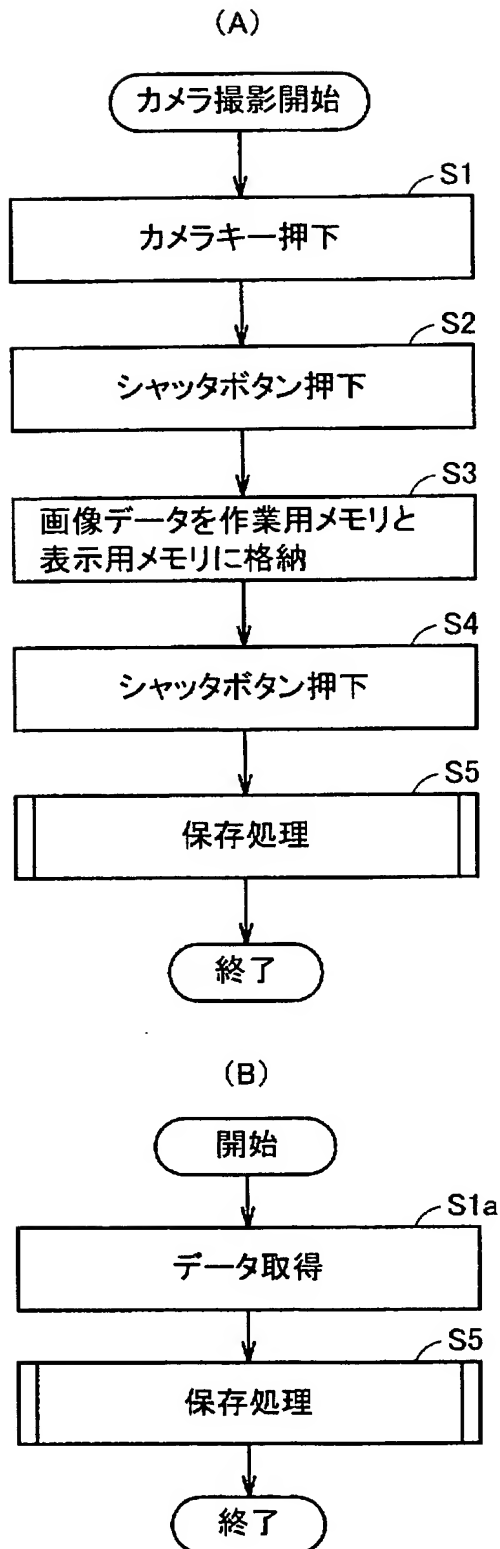 (A)
カメラ撮影開始
S1
カメラキー押下
S2
シャッタボタン押下
S3
画像データを作業用メモリと
表示用メモリに格納
S4
シャッタボタン押下
S5
保存処理
終了
(B)
開始
S1a
データ取得
S5
保存処理
終了